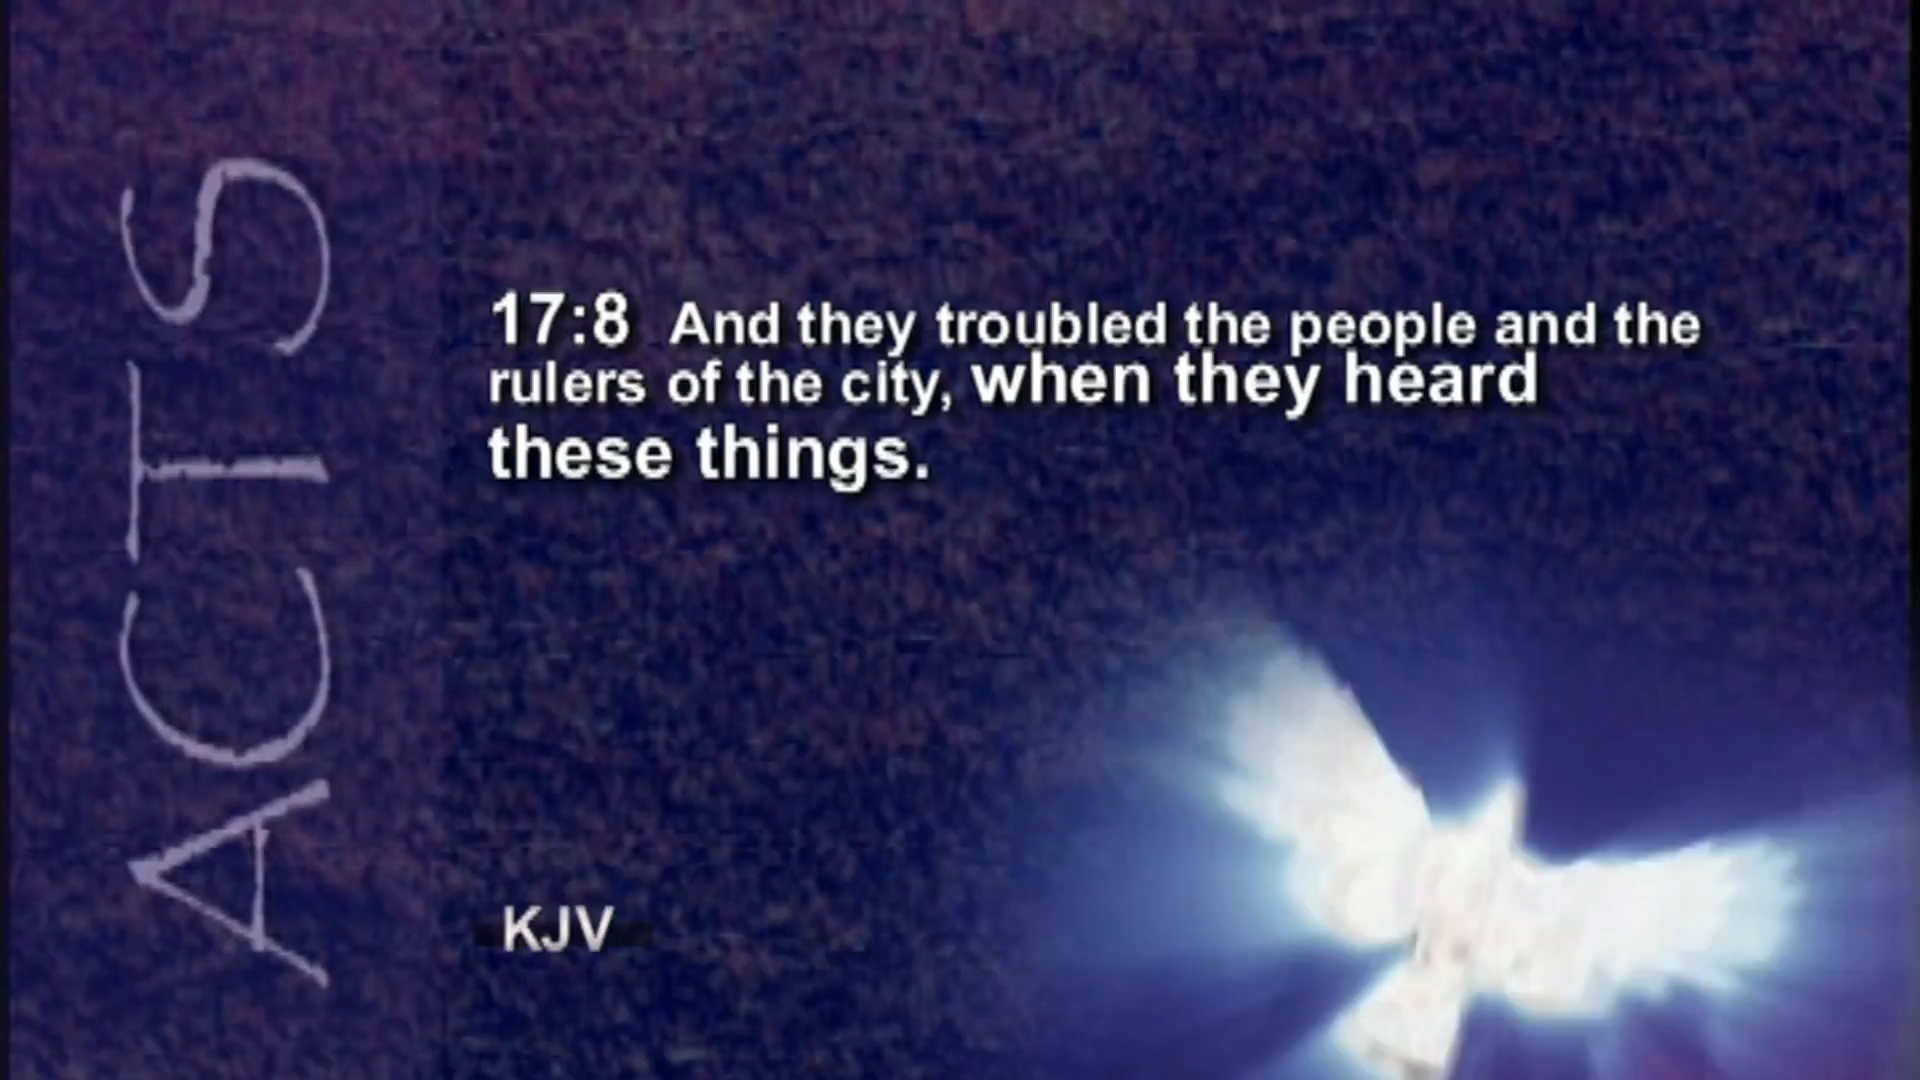 ACTS
17:8 And they troubled the people and the
rulers of the city, when they heard
these things.
KJV